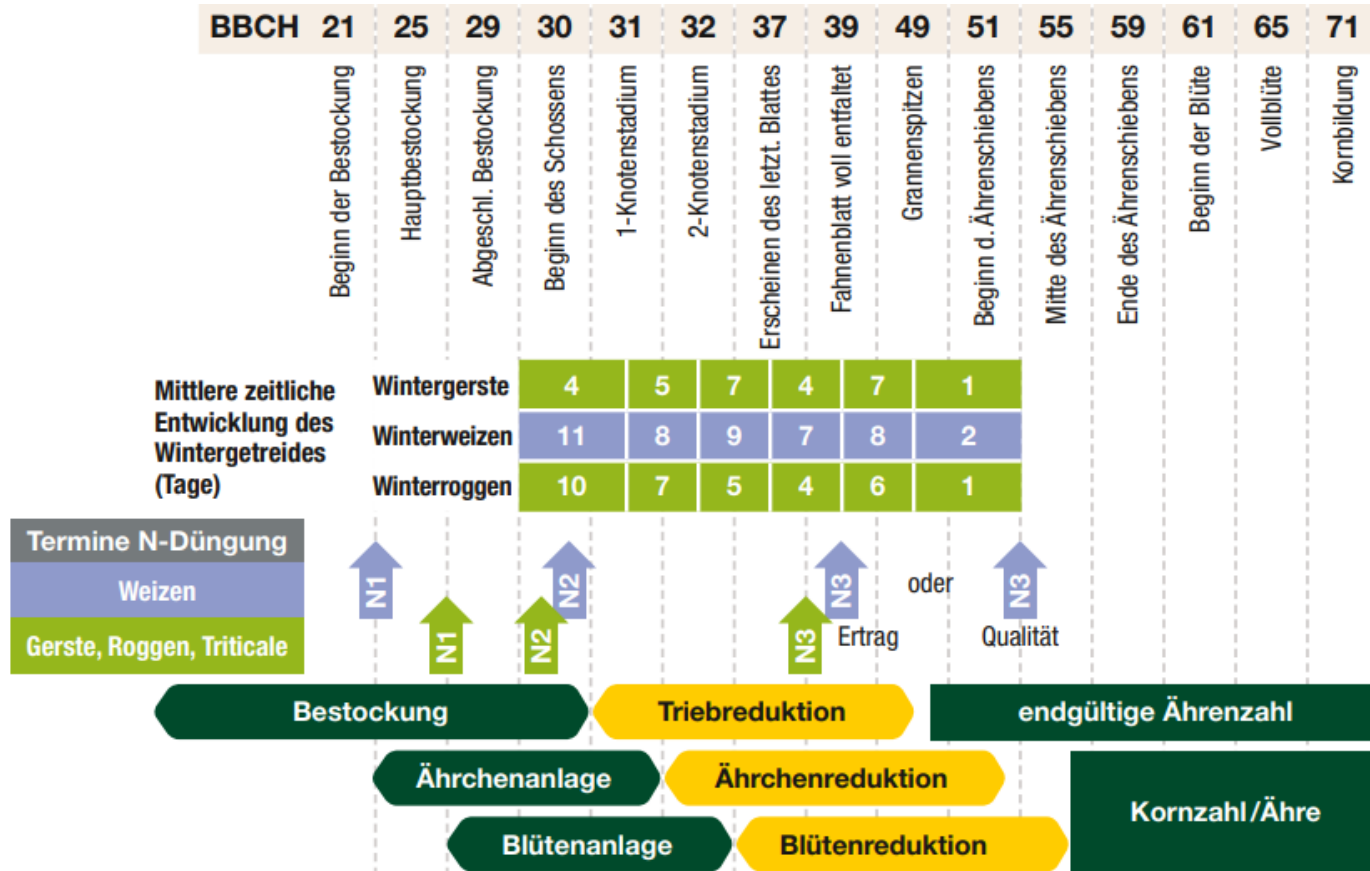 BBCH 21 25 29 30 31 32 37 39 49 51 55 59 61 65 71
Beginn der Bestockung
Hauptbestockung
Abgeschl. Bestockung
Beginn des Schossens
1-Knotenstadium
2-Knotenstadium
Erscheinen des letzt. Blattes
Fahnenblatt voll entfaltet
Grannenspitzen
Beginn d. Ährenschiebens
Mitte des Ährenschiebens
Ende des Ährenschiebens
Beginn der Blüte
Vollblüte
Kornbildung
Mittlere zeitliche
Entwicklung des
Wintergetreides
(Tage)
Wintergerste 4 5 7 4 7 1
Winterweizen 11 8 9 7 8 2
Winterroggen 10 7 5 4 6 1
Termine N-Düngung
Weizen
N1 N2 N3 oder N3
Gerste, Roggen, Triticale
N1 N2 N3 Ertrag Qualität
Bestockung Triebreduktion endgültige Ährenzahl
Ährchenanlage Ährchenreduktion
Kornzahl/Ähre
Blütenanlage Blütenreduktion